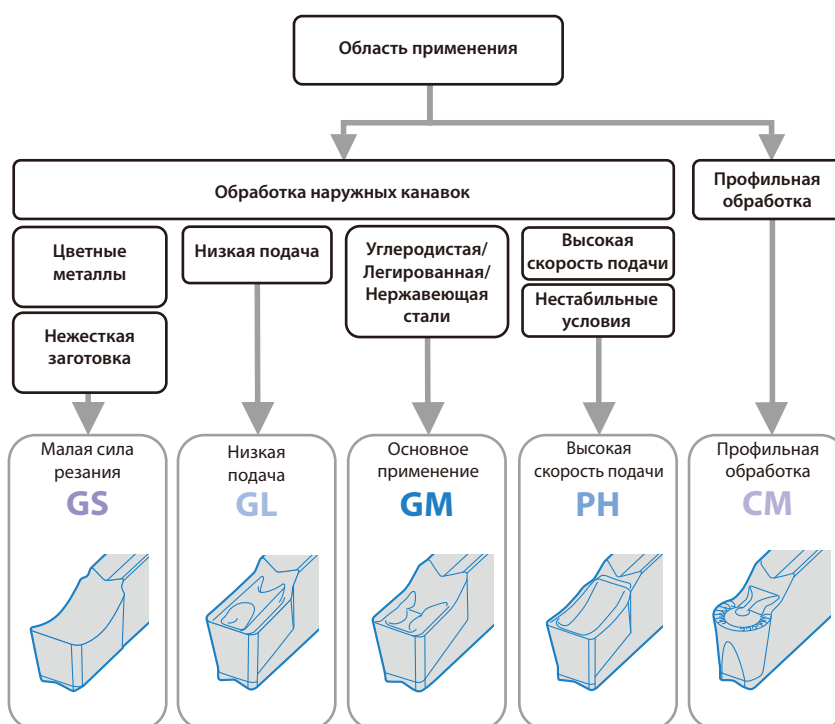 Область применения
Обработка наружных канавок
Профильная
обработка
Цветные
металлы
Низкая подача
Углеродистая/
Легированная/
Нержавеющая
стали
Высокая
скорость подачи
Нежесткая
заготовка
Нестабильные
условия
Малая сила
резания
GS
Низкая
подача
GL
Основное
применение
GM
Высокая
скорость подачи
PH
Профильная
обработка
CM